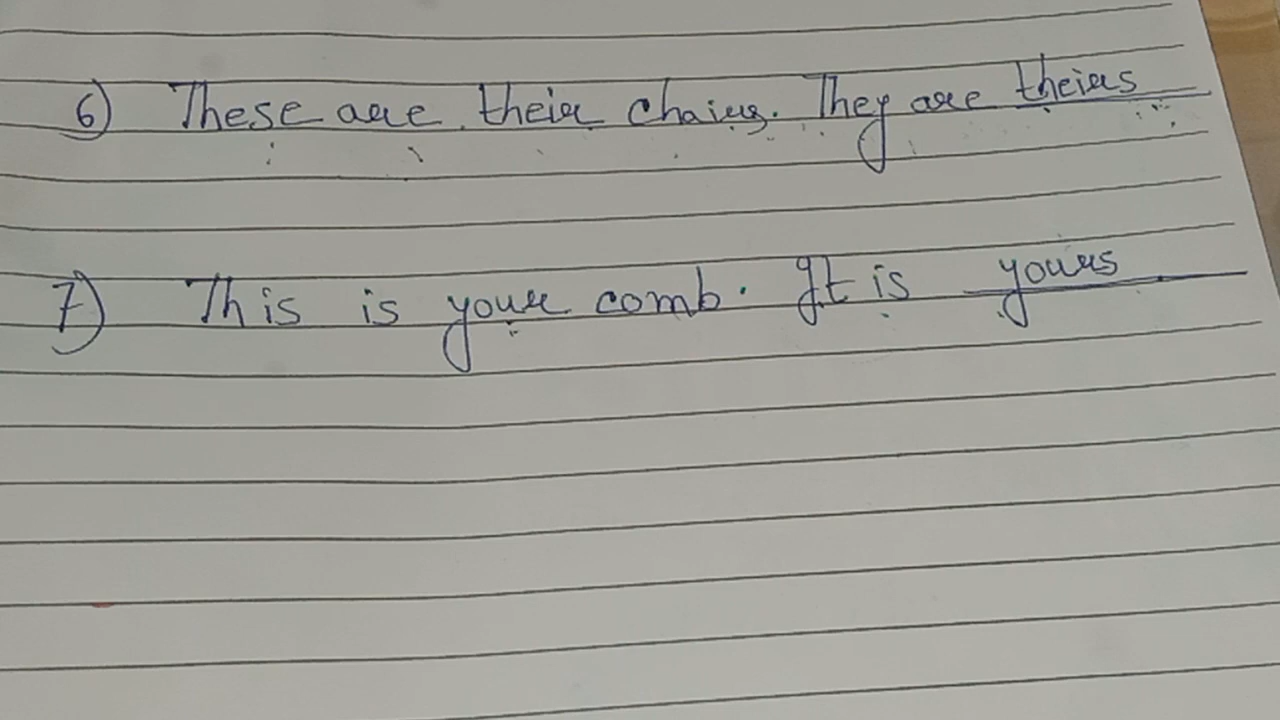 6) These are their chairs. They are theirs
7) This is your comb. It is yours